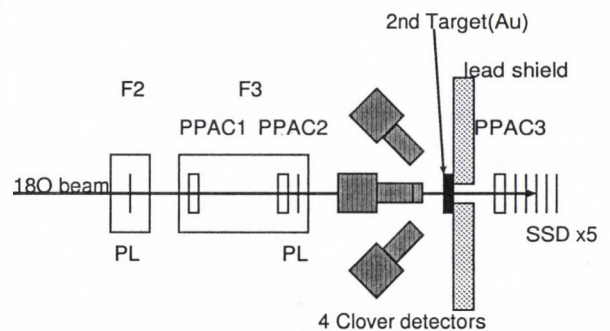 2nd Target(Au)
lead shield
F2
F3
PPAC1
PPAC2
PPAC3
18O beam
PL
PL
SSD x5
4 Clover detectors